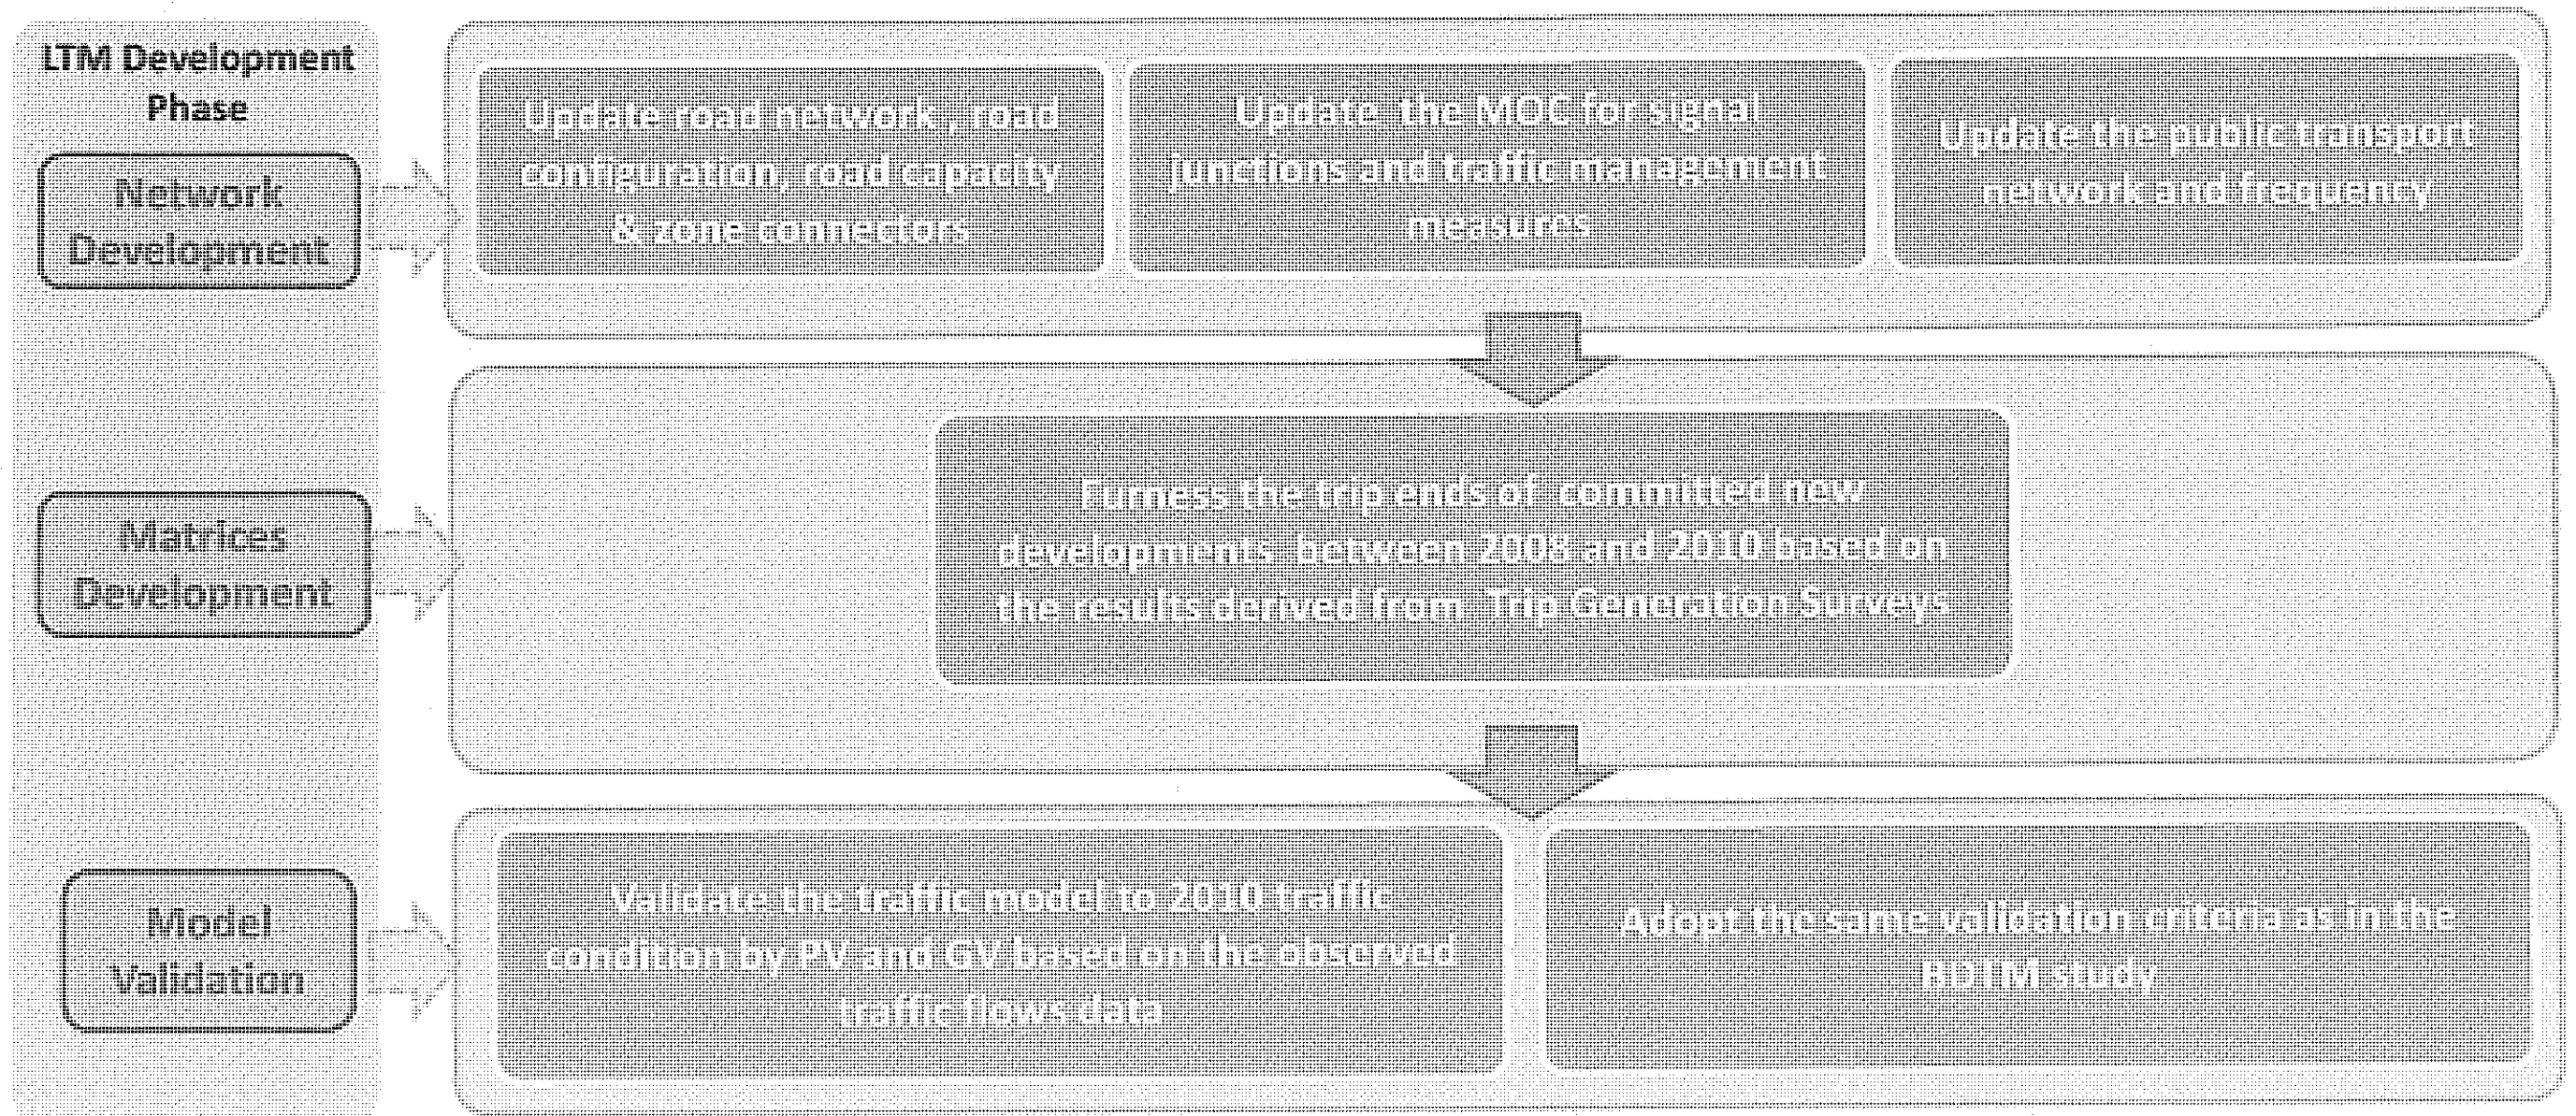 LTM Development
Phase
Network
Development
Update road network , road
configuration, road capacity
& zone connectors
Update the MOC for signal
junctions and traffic management
measures
Update the public transport
network and frequency
Matrices
Development
Furness the trip ends of committed new
developments between 2008 and 2010 based on
the results derived from Trip Generation Surveys
Model
Validation
Validate the traffic model to 2010 traffic
condition by PV and GV based on the observed
traffic flows data
Adopt the same validation criteria as in the
BDTM study